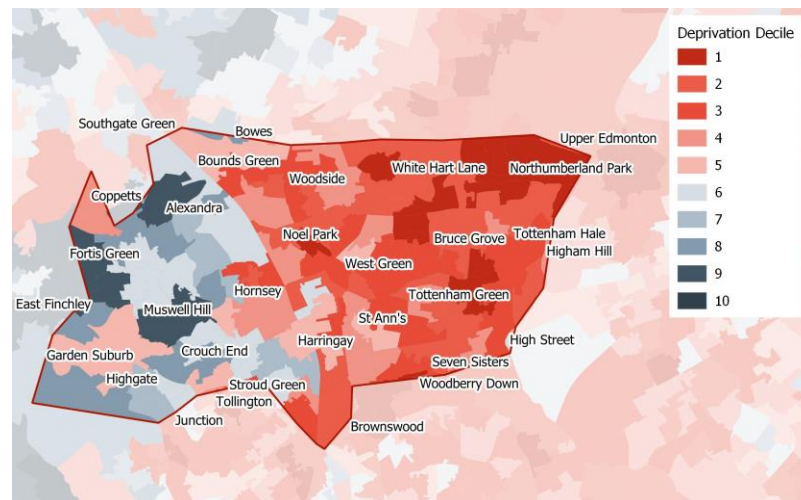 Deprivation Decile
1
2
3
4
5
6
7
8
9
10
Southgate Green
Bowes
Upper Edmonton
Bounds Green
White Hart Lane
Northumberland Park
Woodside
Coppetts
Alexandra
Noel Park
Bruce Grove
Tottenham Hale
Fortis Green
West Green
Higham Hill
Hornsey
Tottenham Green
East Finchley
Muswell Hill
St Ann's
High Street
Harringay
Garden Suburb
Crouch End
Seven Sisters
Highgate
Stroud Green
Woodberry Down
Tollington
Junction
Brownswood